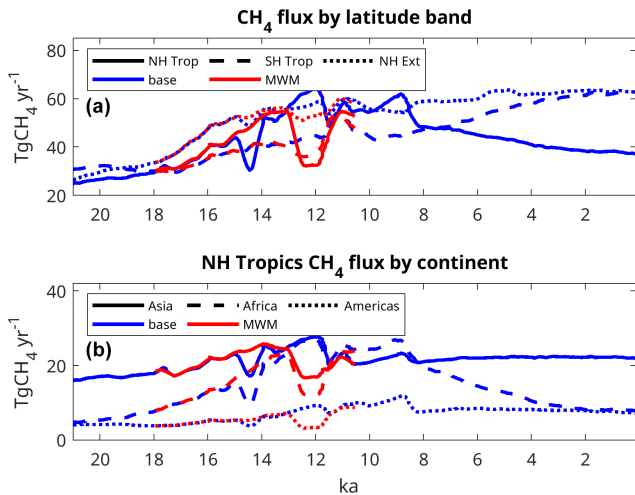 CH4 flux by latitude band
TgCH4 yr-1
80
60
40
20
NH Trop SH Trop NH Ext
base MWM
(a)
20 18 16 14 12 10 8 6 4 2
NH Tropics CH4 flux by continent
TgCH4 yr-1
40
20
0
Asia Africa Americas
base MWM
(b)
20 18 16 14 12 10 8 6 4 2
ka